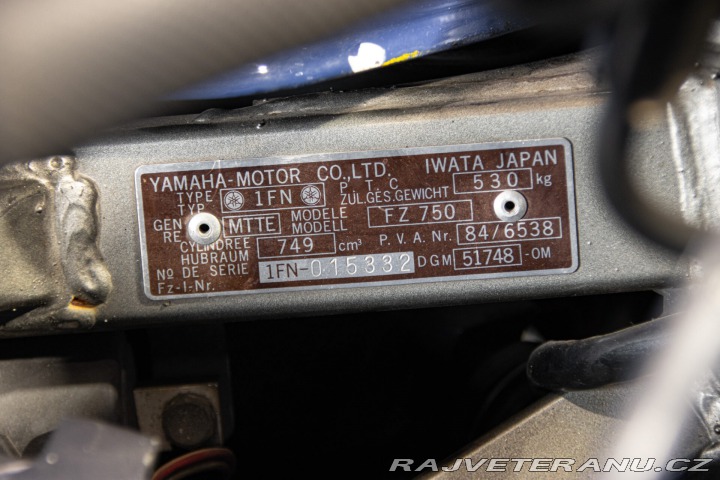 YAMAHA-MOTOR CO.,LTD. IWATA JAPAN
TYPE P T C
TYP 1FN ZUL.GES.GEWICHT 530 kg
GEN MTTE MODELE
RE MODELL FZ 750
CYLINDREE
HUBRAUM 749 cm³ P.V.A. Nr. 84/6538
No DE SERIE
Fz-I-Nr. 1FN-015332 DGM 51748-OM
RAJVETERANU.CZ